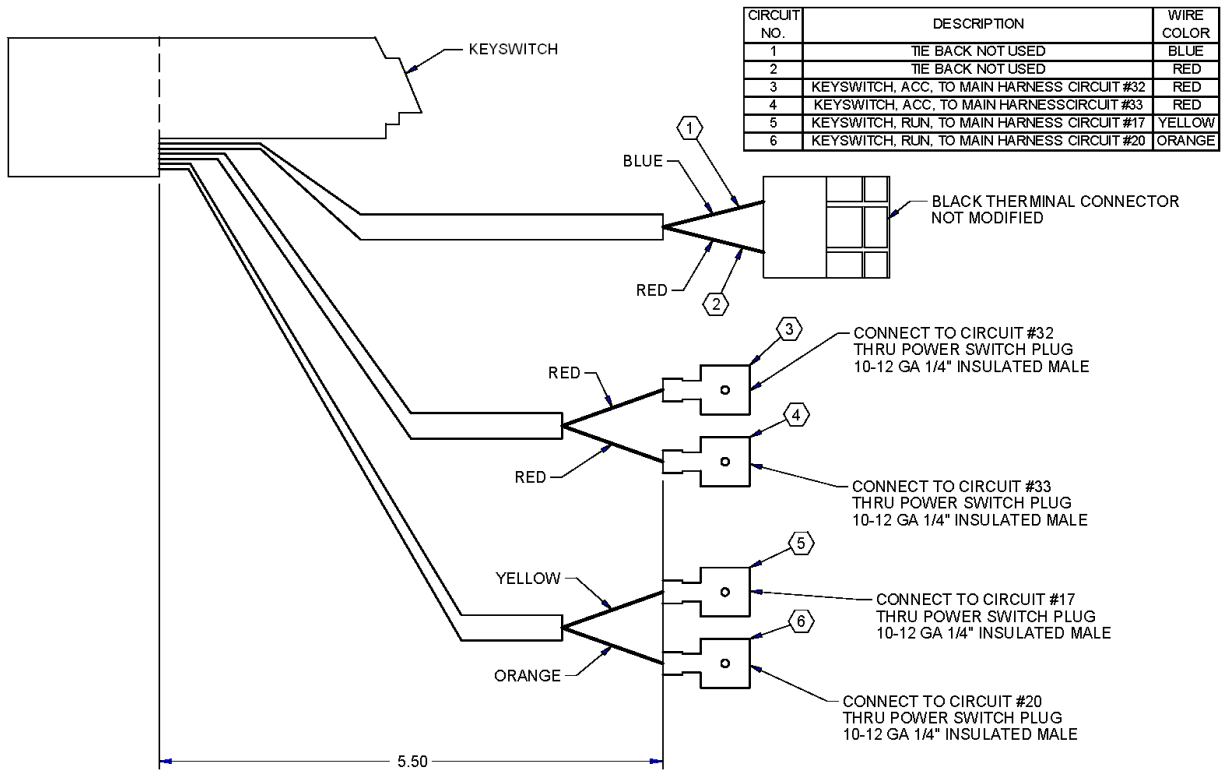 CIRCUIT NO. DESCRIPTION WIRE COLOR
1 TIE BACK NOT USED BLUE
2 TIE BACK NOT USED RED
3 KEYSWITCH, ACC, TO MAIN HARNESS CIRCUIT #32 RED
4 KEYSWITCH, ACC, TO MAIN HARNESSCIRCUIT #33 RED
5 KEYSWITCH, RUN, TO MAIN HARNESS CIRCUIT #17 YELLOW
6 KEYSWITCH, RUN, TO MAIN HARNESS CIRCUIT #20 ORANGE
KEYSWITCH
1
BLUE
BLACK THERMINAL CONNECTOR
NOT MODIFIED
RED
2
3
CONNECT TO CIRCUIT #32
THRU POWER SWITCH PLUG
10-12 GA 1/4" INSULATED MALE
RED
4
RED
CONNECT TO CIRCUIT #33
THRU POWER SWITCH PLUG
10-12 GA 1/4" INSULATED MALE
5
YELLOW
CONNECT TO CIRCUIT #17
THRU POWER SWITCH PLUG
10-12 GA 1/4" INSULATED MALE
6
ORANGE
CONNECT TO CIRCUIT #20
THRU POWER SWITCH PLUG
10-12 GA 1/4" INSULATED MALE
5.50